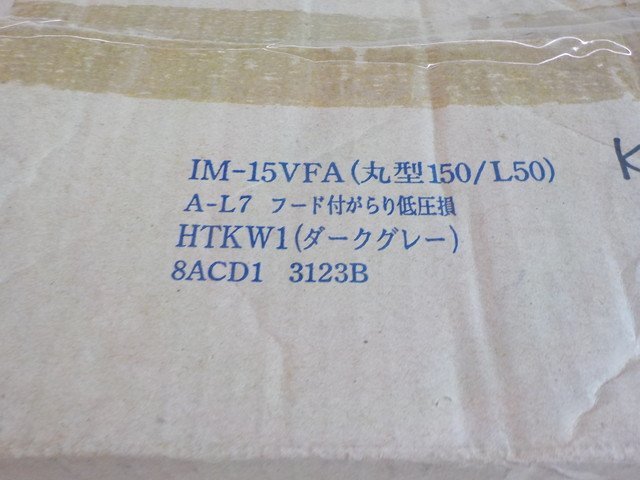 IM-15VFA(丸型150/L50)
A-L7 フード付がらり低圧損
HTKW1(ダークグレー)
8ACD1 3123B
K